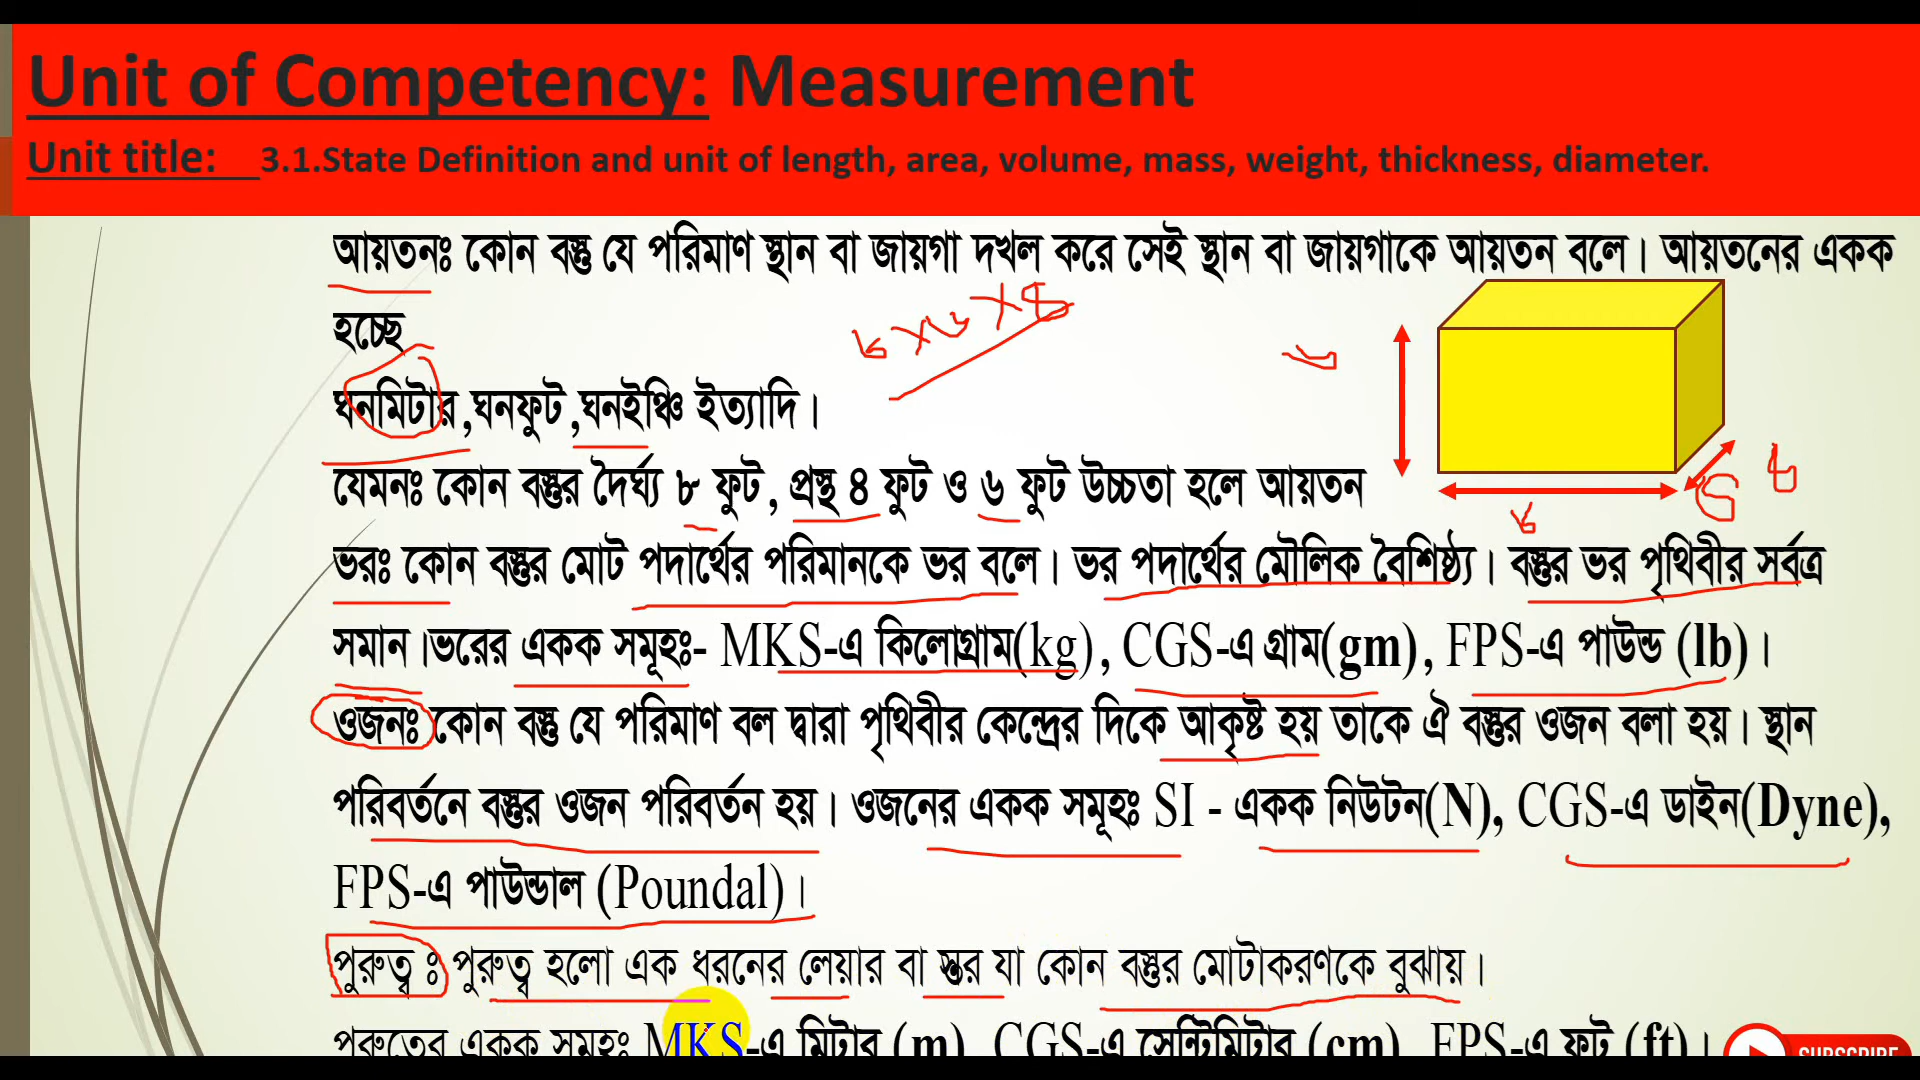 Unit of Competency: Measurement
Unit title: 3.1.State Definition and unit of length, area, volume, mass, weight, thickness, diameter.
আয়তনঃ কোন বস্তু যে পরিমাণ স্থান বা জায়গা দখল করে সেই স্থান বা জায়গাকে আয়তন বলে। আয়তনের একক
হচ্ছে
ঘনমিটার,ঘনফুট,ঘনইঞ্চি ইত্যাদি।
যেমনঃ কোন বস্তুর দৈর্ঘ্য ৮ ফুট, প্রস্থ ৪ ফুট ও ৬ ফুট উচ্চতা হলে আয়তন
ভরঃ কোন বস্তুর মোট পদার্থের পরিমানকে ভর বলে। ভর পদার্থের মৌলিক বৈশিষ্ঠ্য। বস্তুর ভর পৃথিবীর সর্বত্র
সমান।ভরের একক সমূহঃ- MKS-এ কিলোগ্রাম(kg), CGS-এ গ্রাম(gm), FPS-এ পাউন্ড (lb)।
ওজনঃ কোন বস্তু যে পরিমাণ বল দ্বারা পৃথিবীর কেন্দ্রের দিকে আকৃষ্ট হয় তাকে ঐ বস্তুর ওজন বলা হয়। স্থান
পরিবর্তনে বস্তুর ওজন পরিবর্তন হয়। ওজনের একক সমূহঃ SI - একক নিউটন(N), CGS-এ ডাইন(Dyne),
FPS-এ পাউন্ডাল (Poundal)।
পুরুত্ব ঃ পুরুত্ব হলো এক ধরনের লেয়ার বা স্তর যা কোন বস্তুর মোটাকরণকে বুঝায়।
পুরুত্বের একক সমূহঃ MKS-এ মিটার (m), CGS-এ সেন্টিমিটার (cm), FPS-এ ফুট (ft)।
SUBSCRIBE